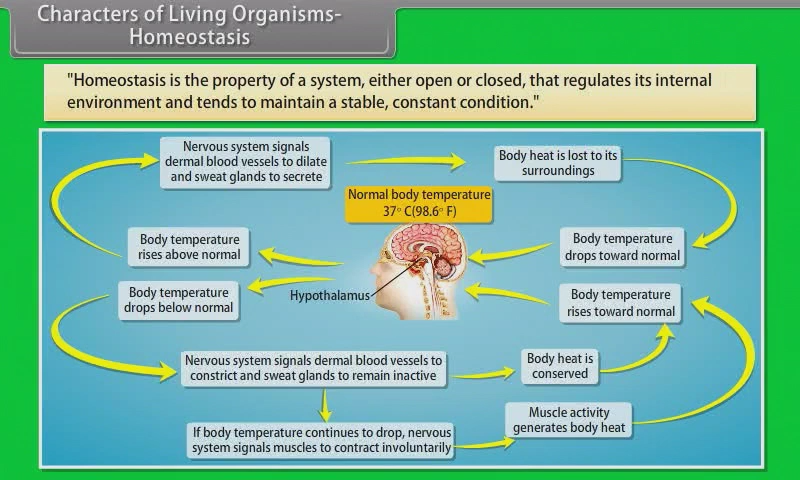 Characters of Living Organisms-
Homeostasis
"Homeostasis is the property of a system, either open or closed, that regulates its internal
environment and tends to maintain a stable, constant condition."
Nervous system signals
dermal blood vessels to dilate
and sweat glands to secrete
Body heat is lost to its
surroundings
Normal body temperature
37° C(98.6° F)
Body temperature
rises above normal
Body temperature
drops toward normal
Body temperature
drops below normal
Hypothalamus
Body temperature
rises toward normal
Nervous system signals dermal blood vessels to
constrict and sweat glands to remain inactive
Body heat is
conserved
If body temperature continues to drop, nervous
system signals muscles to contract involuntarily
Muscle activity
generates body heat